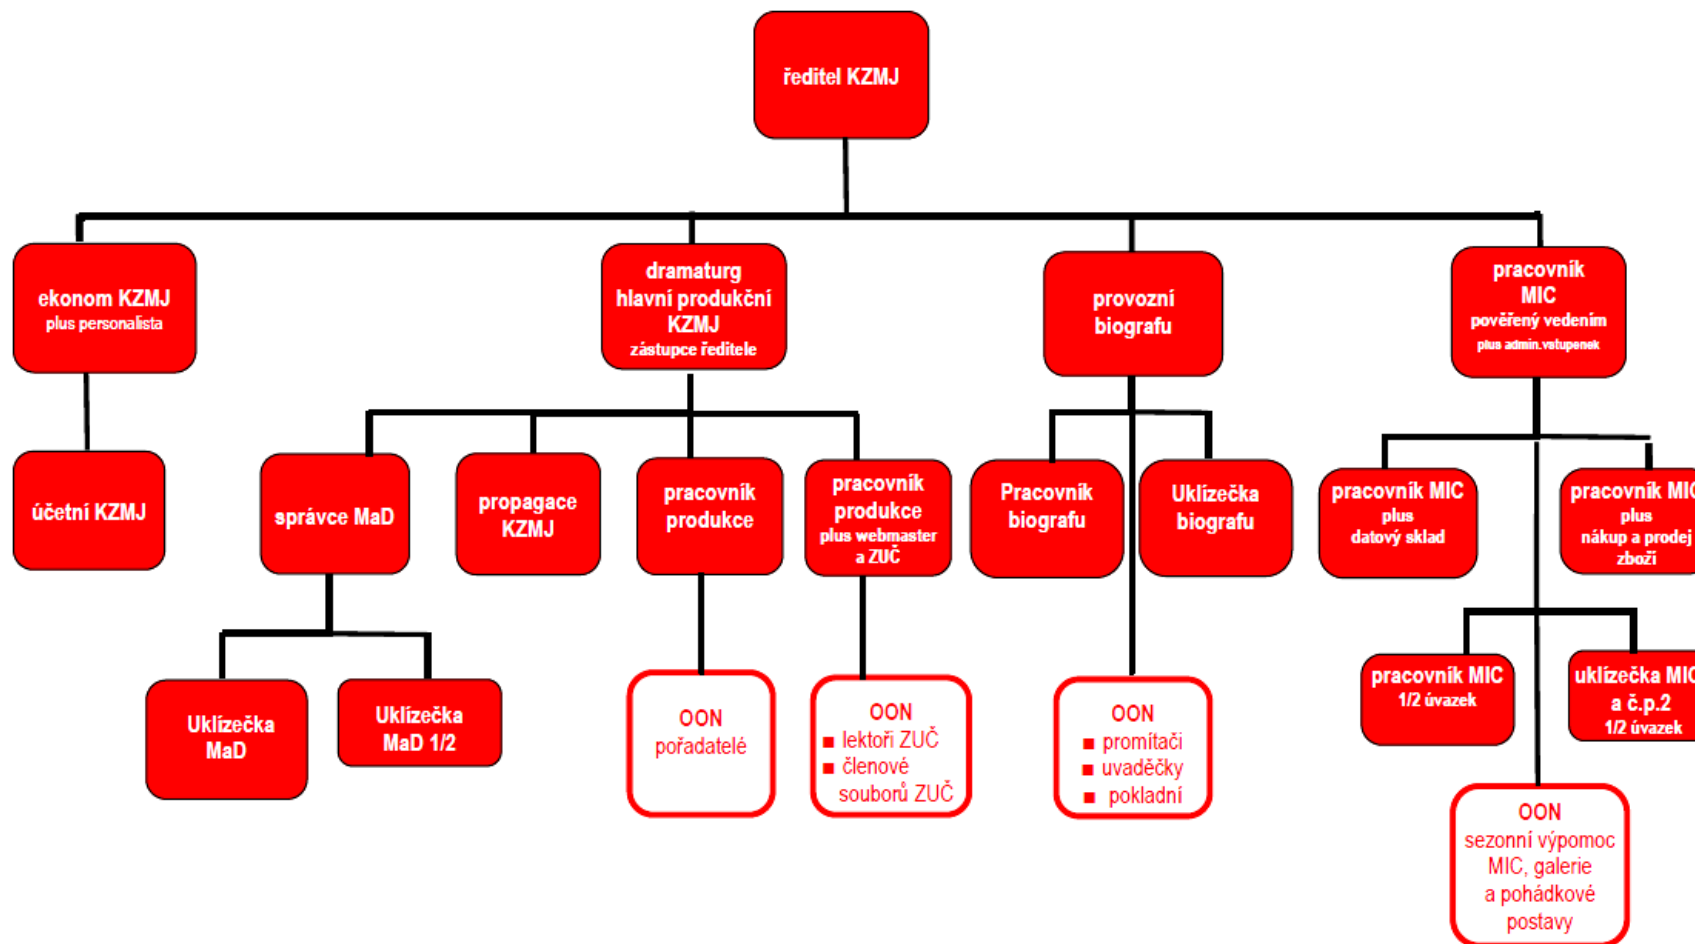 ředitel KZMJ
ekonom KZMJ
plus personalista
dramaturg
hlavní produkční
KZMJ
zástupce ředitele
provozní
biografu
pracovník
MIC
pověřený vedením
plus admin.vstupenek
účetní KZMJ
správce MaD
propagace
KZMJ
pracovník
produkce
pracovník
produkce
plus webmaster
a ZUČ
Pracovník
biografu
Uklízečka
biografu
pracovník MIC
plus
datový sklad
pracovník MIC
plus
nákup a prodej
zboží
Uklízečka
MaD
Uklízečka
MaD 1/2
OON
pořadatelé
OON
■ lektoři ZUČ
■ členové
souborů ZUČ
OON
■ promítači
■ uvaděčky
■ pokladní
pracovník MIC
1/2 úvazek
uklízečka MIC
a č.p.2
1/2 úvazek
OON
sezonní výpomoc
MIC, galerie
a pohádkové
postavy